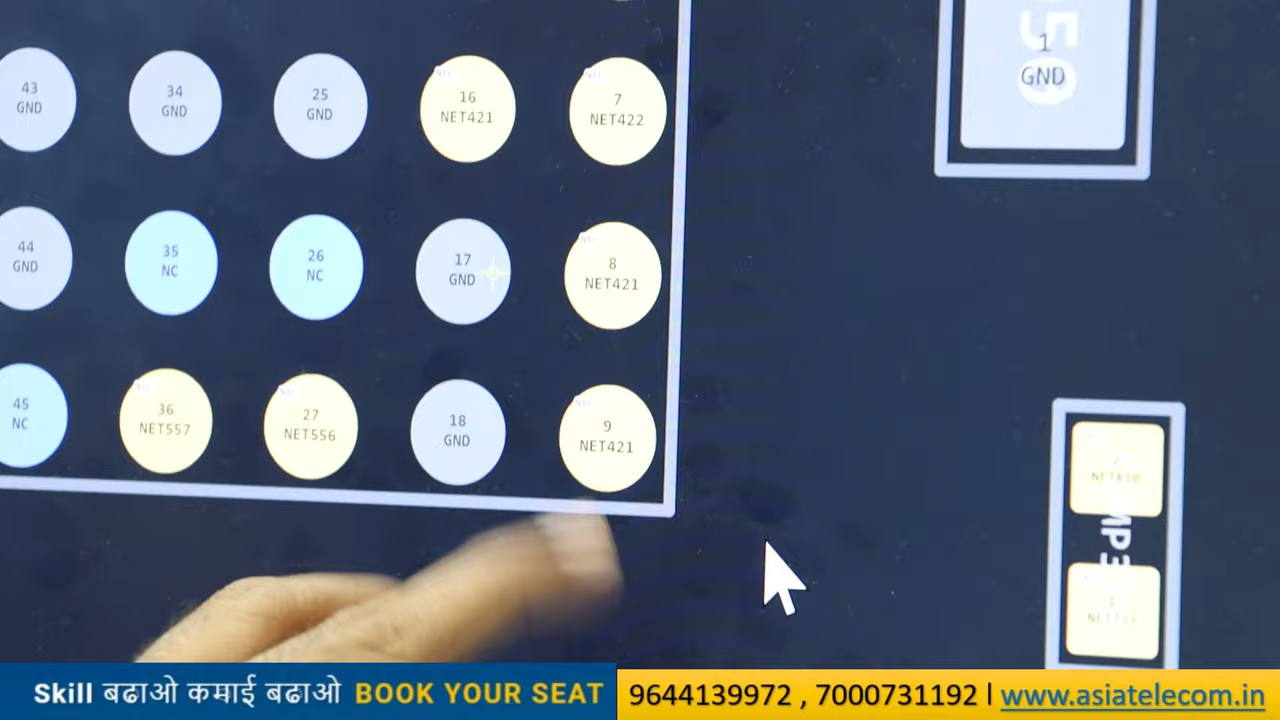 1
GND
43
GND
34
GND
25
GND
16
NET421
7
NET422
44
GND
35
NC
26
NC
17
GND
8
NET421
45
NC
36
NET557
27
NET556
18
GND
9
NET421
Skill बढाओ कमाई बढाओ BOOK YOUR SEAT
9644139972 , 7000731192 | www.asiatelecom.in